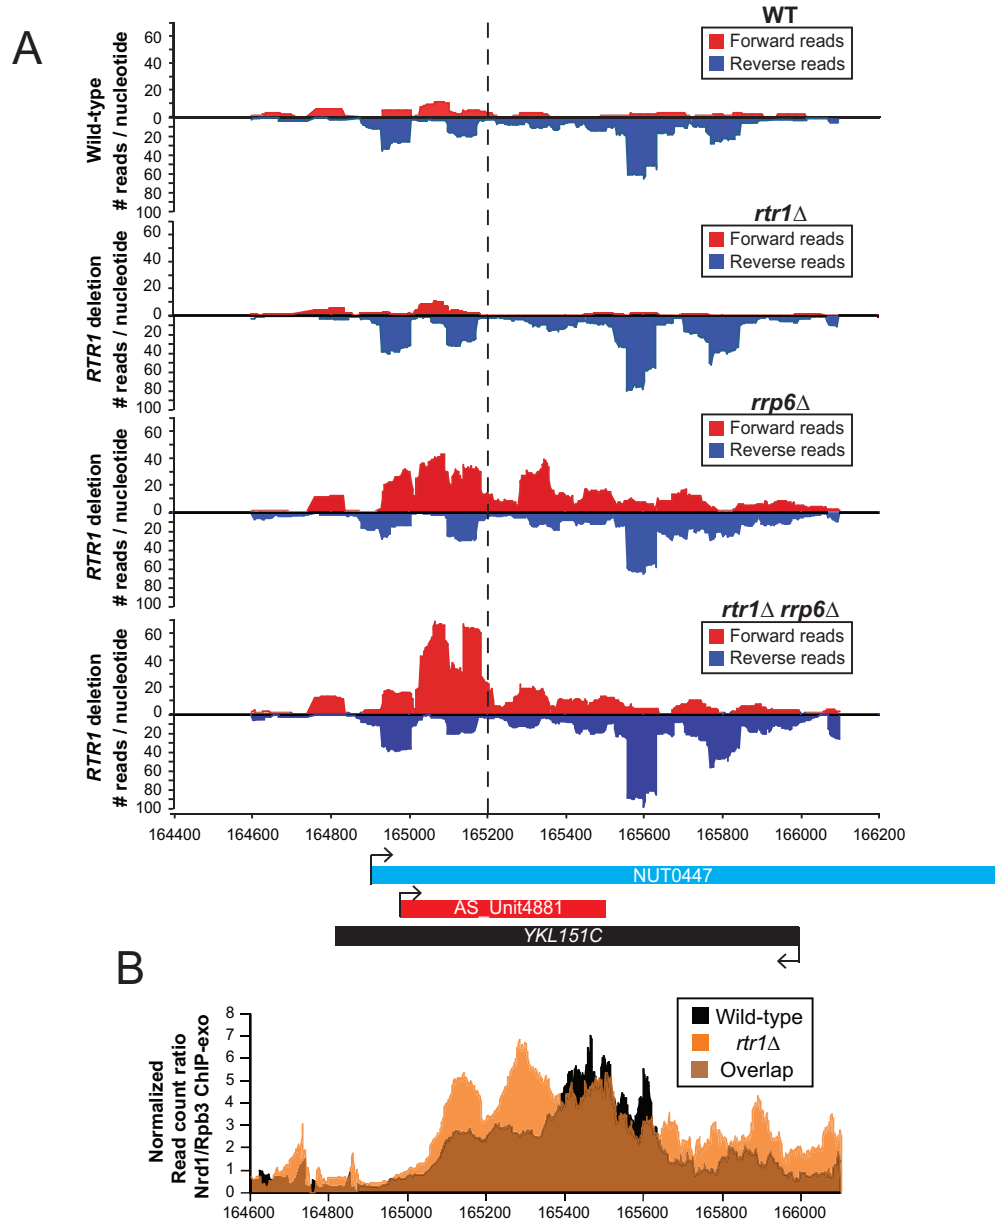 A
WT
Forward reads
Reverse reads
Wild-type
# reads / nucleotide
60
40
20
0
20
40
60
80
100
rtr1Δ
Forward reads
Reverse reads
RTR1 deletion
# reads / nucleotide
60
40
20
0
20
40
60
80
100
rrp6Δ
Forward reads
Reverse reads
RTR1 deletion
# reads / nucleotide
60
40
20
0
20
40
60
80
100
rtr1Δ rrp6Δ
Forward reads
Reverse reads
RTR1 deletion
# reads / nucleotide
60
40
20
0
20
40
60
80
100
164400 164600 164800 165000 165200 165400 165600 165800 166000 166200
NUT0447
AS_Unit4881
YKL151C
B
Wild-type
rtr1Δ
Overlap
Normalized
Read count ratio
Nrd1/Rpb3 ChIP-exo
8
7
6
5
4
3
2
1
0
164600 164800 165000 165200 165400 165600 165800 166000